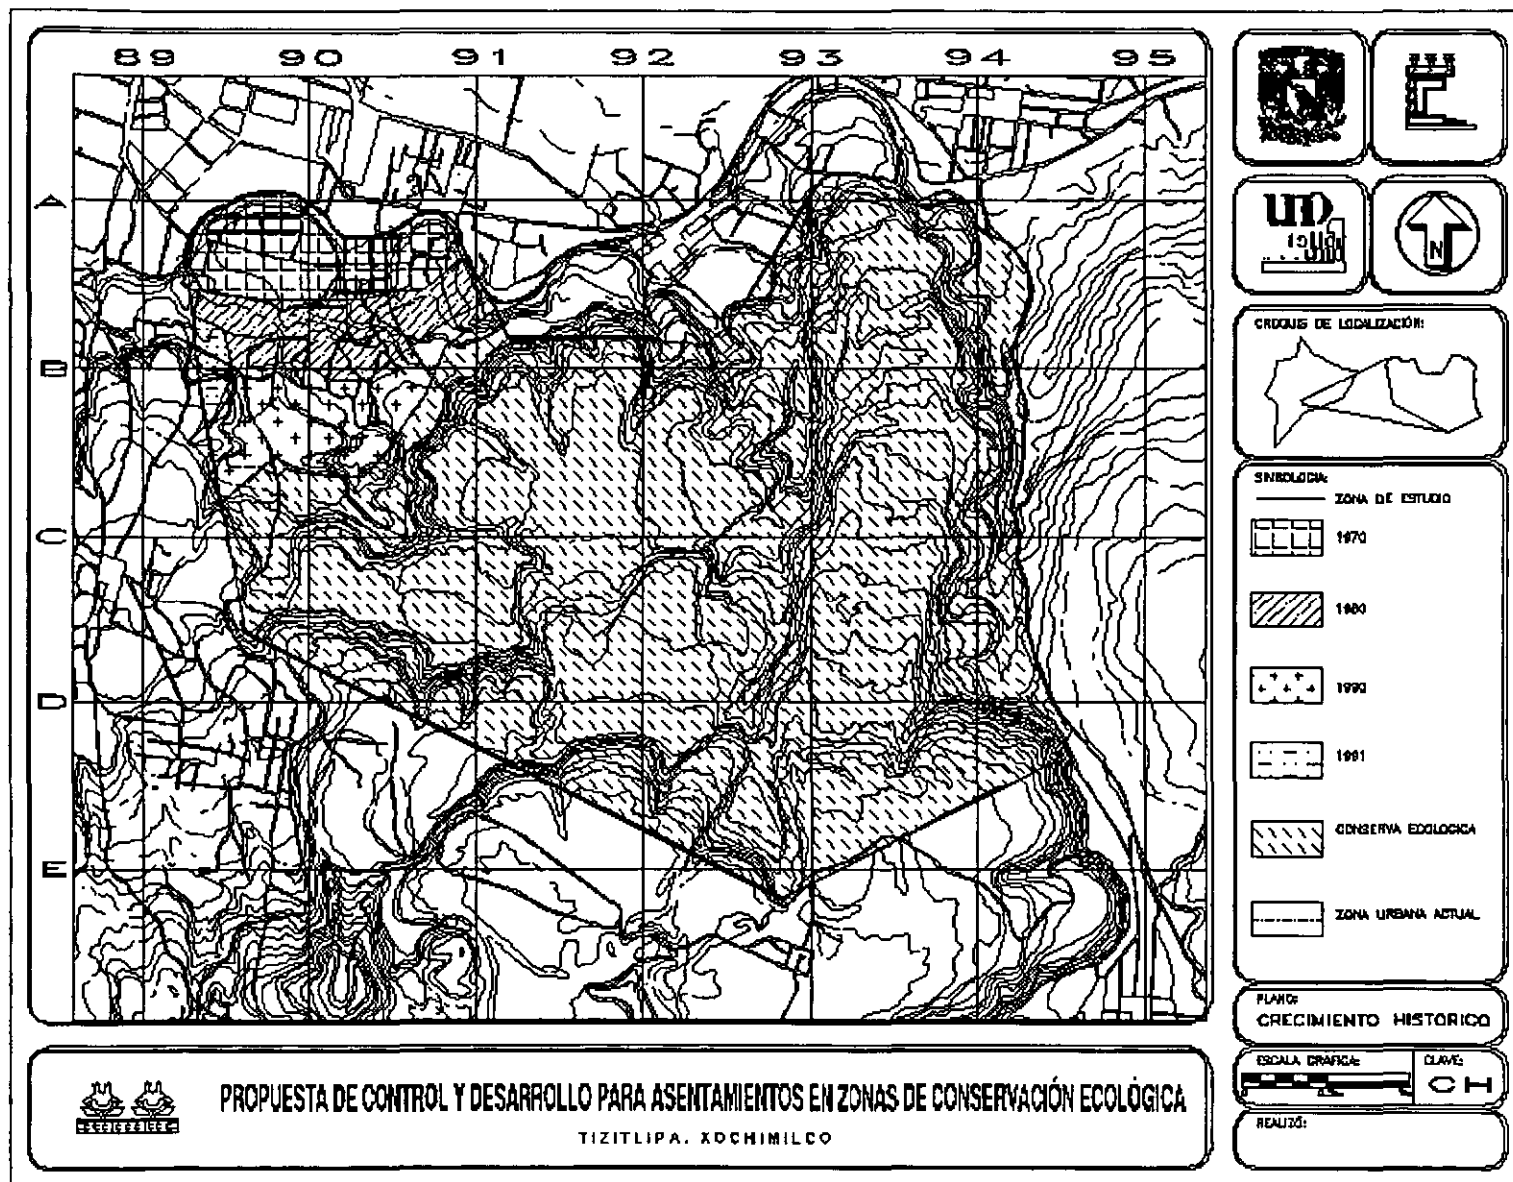 89 90 91 92 93 94 95
A
B
C
D
E
N
CROQUIS DE LOCALIZACIÓN:
SIMBOLOGIA:
ZONA DE ESTUDIO
1970
1980
1990
1991
CONSERVA ECOLOGICA
ZONA URBANA ACTUAL
PLANO:
CRECIMIENTO HISTORICO
ESCALA GRAFICA:
CLAVE:
CH
REALIZÓ:
PROPUESTA DE CONTROL Y DESARROLLO PARA ASENTAMIENTOS EN ZONAS DE CONSERVACIÓN ECOLÓGICA
TIZITLIPA, XOCHIMILCO